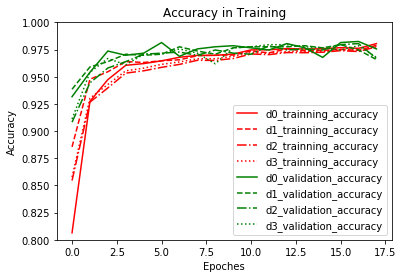 Accuracy in Training
1.000
0.975
0.950
0.925
0.900
0.875
0.850
0.825
0.800
Accuracy
d0_trainning_accuracy
d1_trainning_accuracy
d2_trainning_accuracy
d3_trainning_accuracy
d0_validation_accuracy
d1_validation_accuracy
d2_validation_accuracy
d3_validation_accuracy
0.0 2.5 5.0 7.5 10.0 12.5 15.0 17.5
Epoches